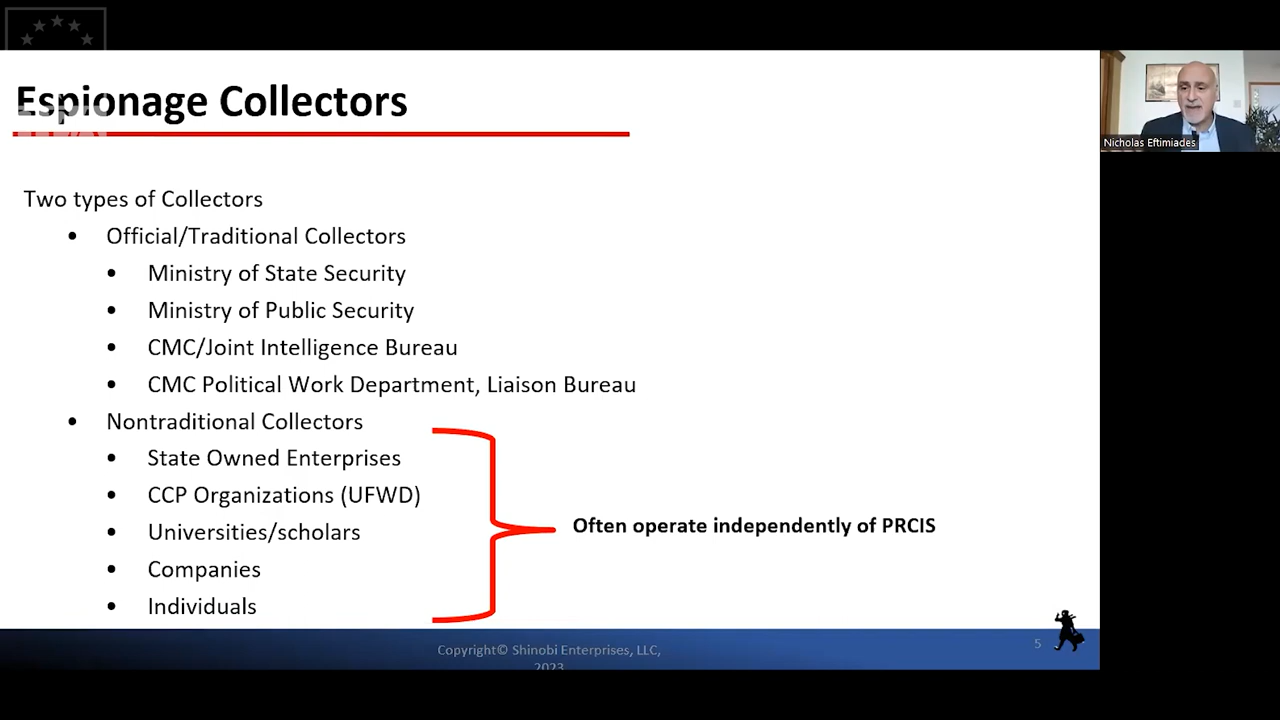 Espionage Collectors
Nicholas Eftimiades
Two types of Collectors
• Official/Traditional Collectors
• Ministry of State Security
• Ministry of Public Security
• CMC/Joint Intelligence Bureau
• CMC Political Work Department, Liaison Bureau
• Nontraditional Collectors
• State Owned Enterprises
• CCP Organizations (UFWD)
• Universities/scholars
• Companies
• Individuals
Often operate independently of PRCIS
Copyright© Shinobi Enterprises, LLC,
2023
5